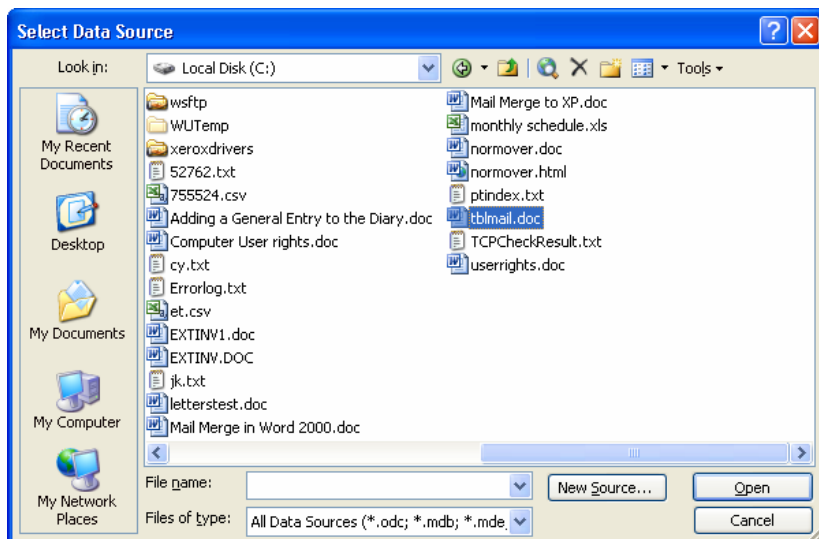 Select Data Source
Look in:
Local Disk (C:)
Tools
My Recent
Documents
Desktop
My Documents
My Computer
My Network
Places
wsftp
WUTemp
xeroxdrivers
52762.txt
755524.csv
Adding a General Entry to the Diary.doc
Computer User rights.doc
cy.txt
Errorlog.txt
et.csv
EXTINV1.doc
EXTINV.DOC
jk.txt
letterstest.doc
Mail Merge in Word 2000.doc
Mail Merge to XP.doc
monthly schedule.xls
normover.doc
normover.html
ptindex.txt
tblmail.doc
TCPCheckResult.txt
userrights.doc
File name:
New Source...
Open
Files of type:
All Data Sources (*.odc; *.mdb; *.mde,
Cancel